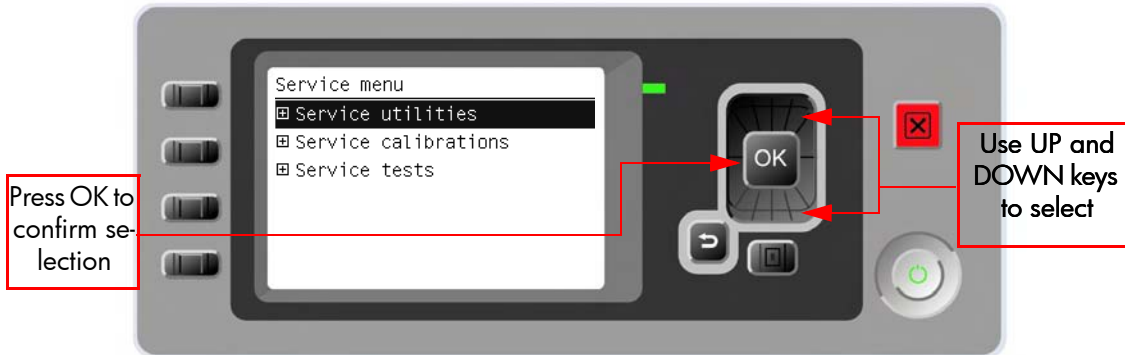 Service menu
Service utilities
Service calibrations
Service tests
OK
Press OK to
confirm se-
lection
Use UP and
DOWN keys
to select